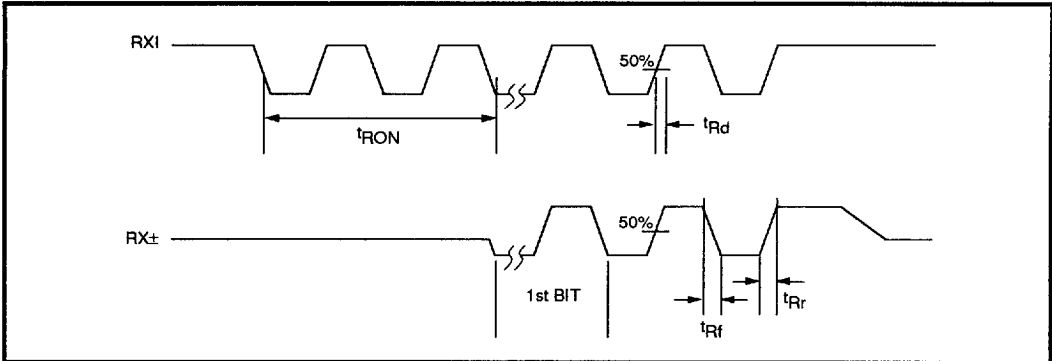 RXI
50%
tRON
tRd
RX±
50%
1st BIT
tRf
tRr